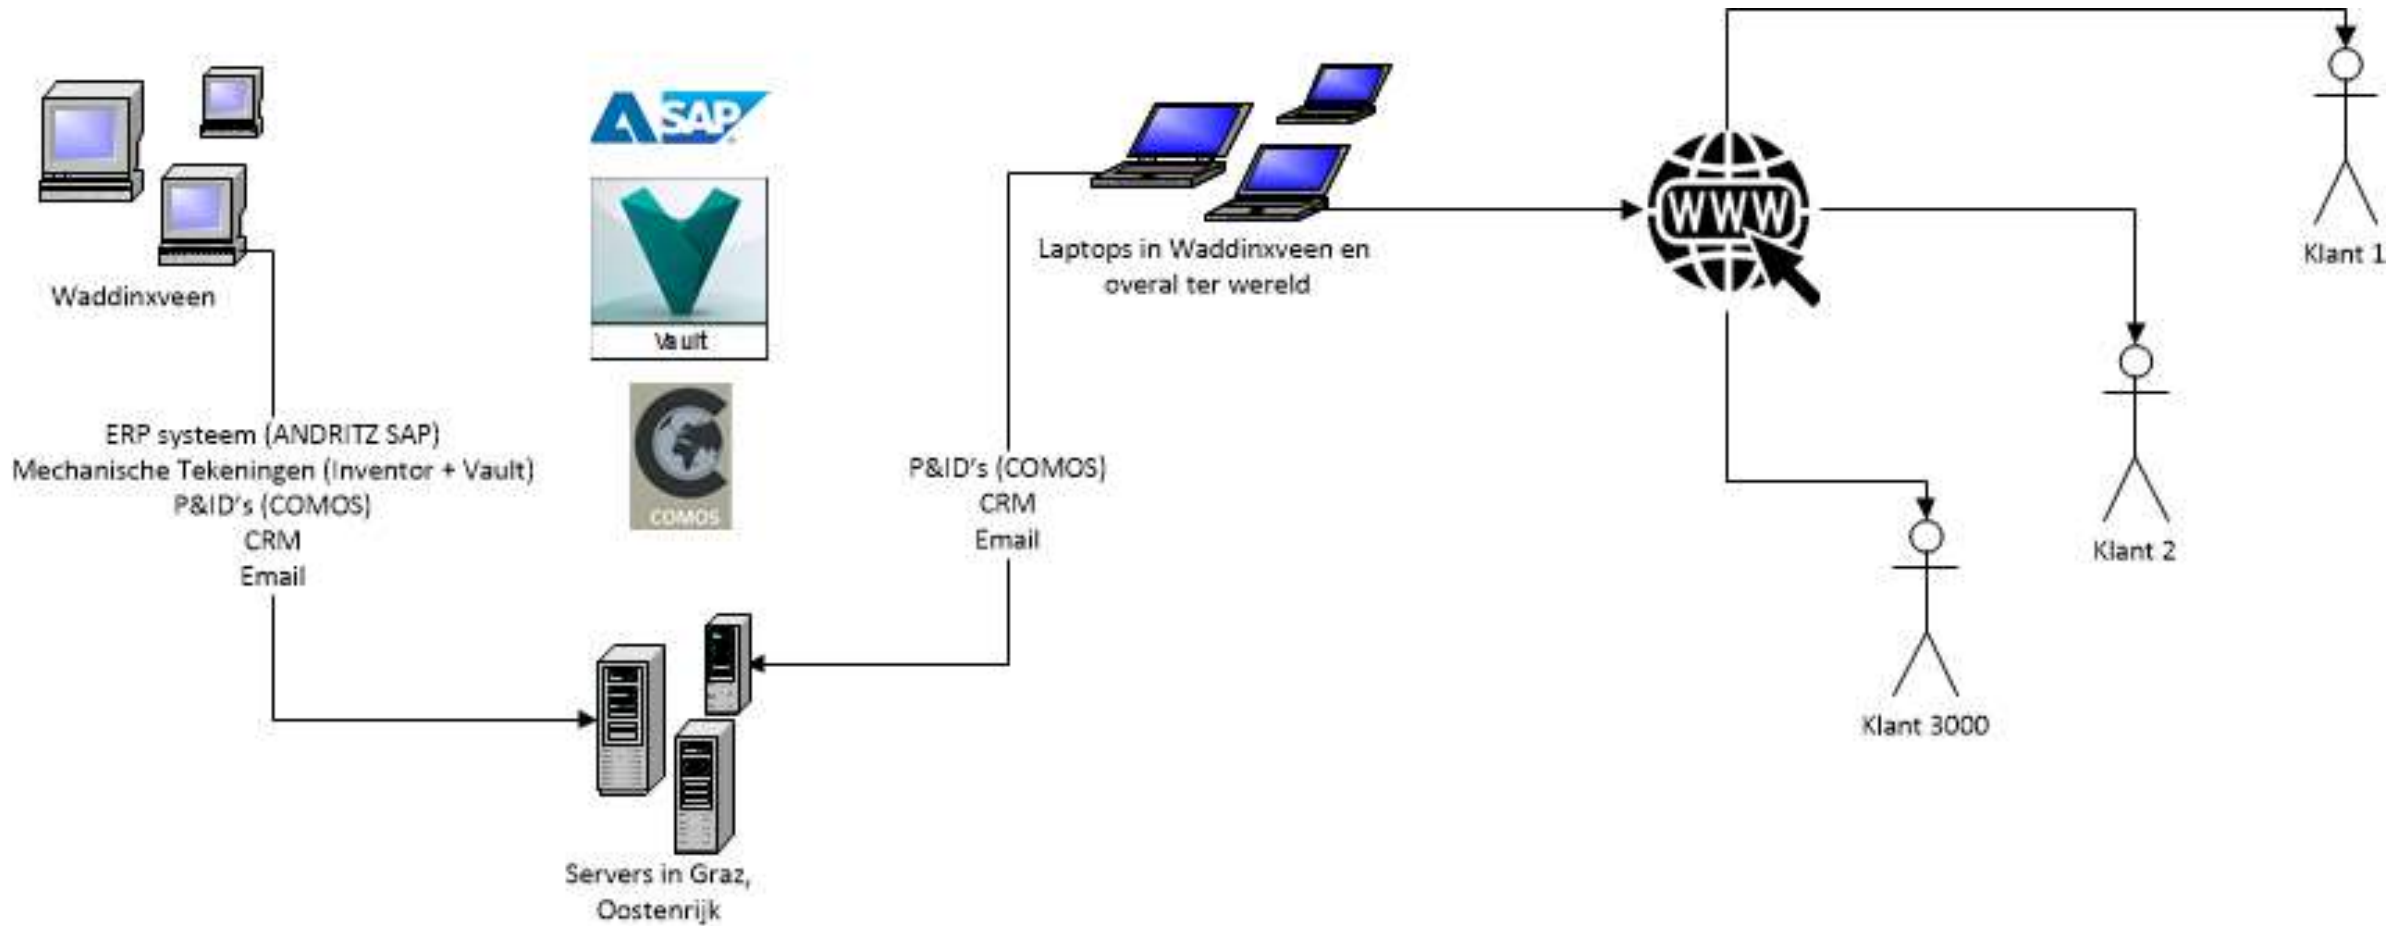 Waddinxveen
ERP systeem (ANDRITZ SAP)
Mechanische Tekeningen (Inventor + Vault)
P&ID's (COMOS)
CRM
Email
SAP
Vault
COMOS
Servers in Graz,
Oostenrijk
P&ID's (COMOS)
CRM
Email
Laptops in Waddinxveen en
overal ter wereld
WWW
Klant 1
Klant 2
Klant 3000